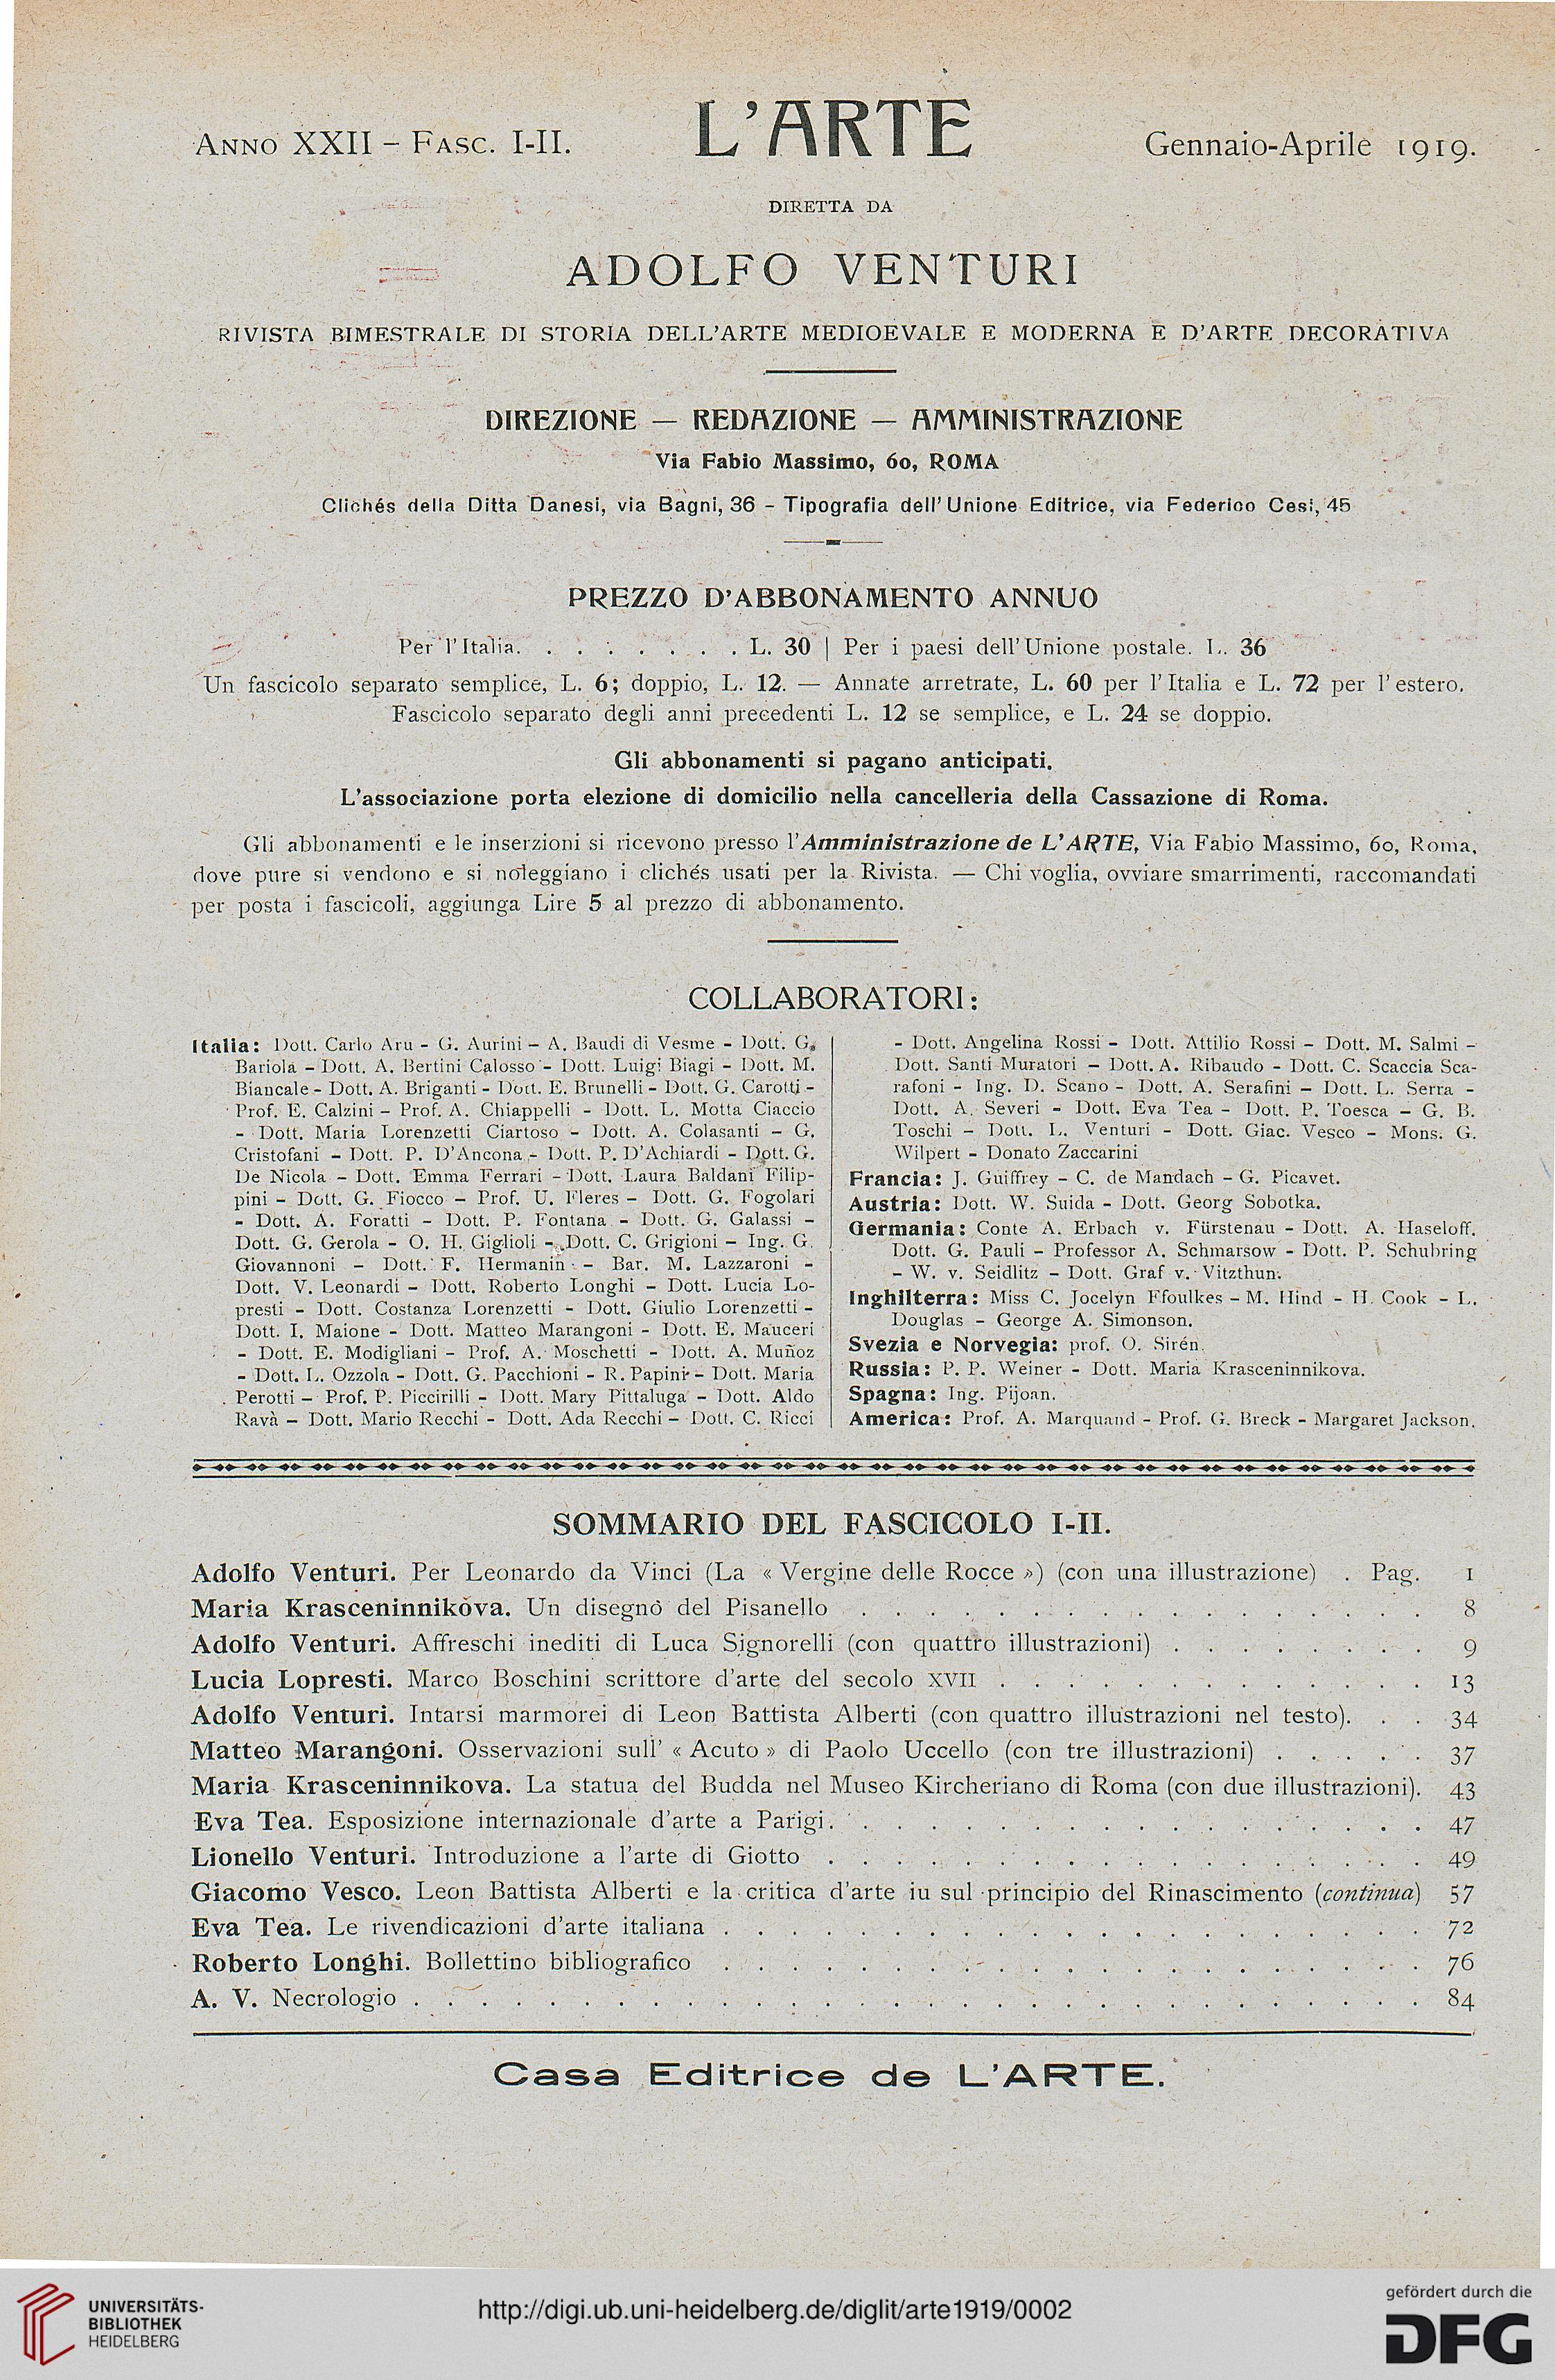 ANNO XXII – FASC. I-II.
L'ARTE
Gennaio-Aprile 1919.
DIRETTA DA
ADOLFO VENTURI
RIVISTA BIMESTRALE DI STORIA DELL'ARTE MEDIOEVALE E MODERNA E D'ARTE DECORATIVA
DIREZIONE — REDAZIONE — AMMINISTRAZIONE
Via Fabio Massimo, 60, ROMA
Clichés della Ditta Danesi, via Bagni, 36 - Tipografia dell'Unione Editrice, via Federico Cesi, 45
PREZZO D'ABBONAMENTO ANNUO
Per l'Italia. . . . . . . . L. 30 | Per i paesi dell'Unione postale. L. 36
Un fascicolo separato semplice, L. 6; doppio, L. 12. — Annate arretrate, L. 60 per l'Italia e L. 72 per l'estero.
Fascicolo separato degli anni precedenti L. 12 se semplice, e L. 24 se doppio.
Gli abbonamenti si pagano anticipati.
L'associazione porta elezione di domicilio nella cancelleria della Cassazione di Roma.
Gli abbonamenti e le inserzioni si ricevono presso l'Amministrazione de L'ARTE, Via Fabio Massimo, 60, Roma,
dove pure si vendono e si noleggiano i clichés usati per la Rivista. — Chi voglia, ovviare smarrimenti, raccomandati
per posta i fascicoli, aggiunga Lire 5 al prezzo di abbonamento.
COLLABORATORI:
Italia: Dott. Carlo Aru - G. Aurini – A. Baudi di Vesme - Dott. G.
Bariola – Dott. A. Bertini Calosso - Dott. Luigi Biagi - Dott. M.
Biancale - Dott. A. Briganti - Dott. E. Brunelli - Dott. G. Carotti -
Prof. E. Calzini – Prof. A. Chiappelli - Dott. L. Motta Ciaccio
- Dott. Maria Lorenzetti Ciartoso - Dott. A. Colasanti - G.
Cristofani - Dott. P. D'Ancona - Dott. P. D'Achiardi - Dott. G.
De Nicola - Dott. Emma Ferrari - Dott. Laura Baldani Filip-
pini - Dott. G. Fiocco – Prof. U. Fleres - Dott. G. Fogolari
- Dott. A. Foratti - Dott. P. Fontana - Dott. G. Galassi -
Dott. G. Gerola - O. H. Giglioli - Dott. C. Grigioni – Ing. G.
Giovannoni - Dott. F. Hermanin - Bar. M. Lazzaroni -
Dott. V. Leonardi – Dott. Roberto Longhi - Dott. Lucia Lo-
presti - Dott. Costanza Lorenzetti - Dott. Giulio Lorenzetti -
Dott. I. Maione - Dott. Matteo Marangoni - Dott. E. Mauceri
- Dott. E. Modigliani - Prof. A. Moschetti - Dott. A. Muñoz
- Dott. L. Ozzola - Dott. G. Pacchioni - R. Papini - Dott. Maria
Perotti – Prof. P. Piccirilli - Dott. Mary Pittaluga - Dott. Aldo
Ravà – Dott. Mario Recchi - Dott. Ada Recchi – Dott. C. Ricci
- Dott. Angelina Rossi - Dott. Attilio Rossi - Dott. M. Salmi -
Dott. Santi Muratori - Dott. A. Ribaudo - Dott. C. Scaccia Sca-
rafoni - Ing. D. Scano - Dott. A. Serafini – Dott. L. Serra -
Dott. A. Severi - Dott. Eva Tea - Dott. P. Toesca – G. B.
Toschi - Dott. L. Venturi - Dott. Giac. Vesco - Mons. G.
Wilpert - Donato Zaccarini
Francia: J. Guiffrey - C. de Mandach - G. Picavet.
Austria: Dott. W. Suida - Dott. Georg Sobotka.
Germania: Conte A. Erbach v. Fürstenau - Dott. A. Haseloff.
Dott. G. Pauli – Professor A. Schmarsow - Dott. P. Schubring
- W. v. Seidlitz - Dott. Graf v. Vitzthum.
Inghilterra: Miss C. Jocelyn Ffoulkes – M. Hind - H. Cook - L.
Douglas - George A. Simonson.
Svezia e Norvegia: prof. O. Sirén.
Russia: P. P. Weiner - Dott. Maria Krasceninnikova.
Spagna: Ing. Pijoan.
America: Prof. A. Marquand - Prof. G. Breck - Margaret Jackson.
SOMMARIO DEL FASCICOLO I-II.
Adolfo Venturi. Per Leonardo da Vinci (La « Vergine delle Rocce ») (con una illustrazione) . Pag. 1
Maria Krasceninnikova. Un disegno del Pisanello . . . . . . . . . . . . . . . . . 8
Adolfo Venturi. Affreschi inediti di Luca Signorelli (con quattro illustrazioni) . . . . . . . . 9
Lucia Lopresti. Marco Boschini scrittore d'arte del secolo XVII . . . . . . . . . . . . . 13
Adolfo Venturi. Intarsi marmorei di Leon Battista Alberti (con quattro illustrazioni nel testo). . . 34
Matteo Marangoni. Osservazioni sull' « Acuto » di Paolo Uccello (con tre illustrazioni) . . . . . 37
Maria Krasceninnikova. La statua del Budda nel Museo Kircheriano di Roma (con due illustrazioni). 43
Eva Tea. Esposizione internazionale d'arte a Parigi. . . . . . . . . . . . . . . . . . 47
Lionello Venturi. Introduzione a l'arte di Giotto . . . . . . . . . . . . . . . . . . 49
Giacomo Vesco. Leon Battista Alberti e la critica d'arte iu sul principio del Rinascimento (continua) 57
Eva Tea. Le rivendicazioni d'arte italiana . . . . . . . . . . . . . . . . . . . . . 72
Roberto Longhi. Bollettino bibliografico . . . . . . . . . . . . . . . . . . . . . 76
A. V. Necrologio . . . . . . . . . . . . . . . . . . . . . . . . . . . . . . 84
Casa Editrice de L'ARTE.
UNIVERSITÄTS-
BIBLIOTHEK
HEIDELBERG
http://digi.ub.uni-heidelberg.de/diglit/arte1919/0002
gefördert durch die
DFG